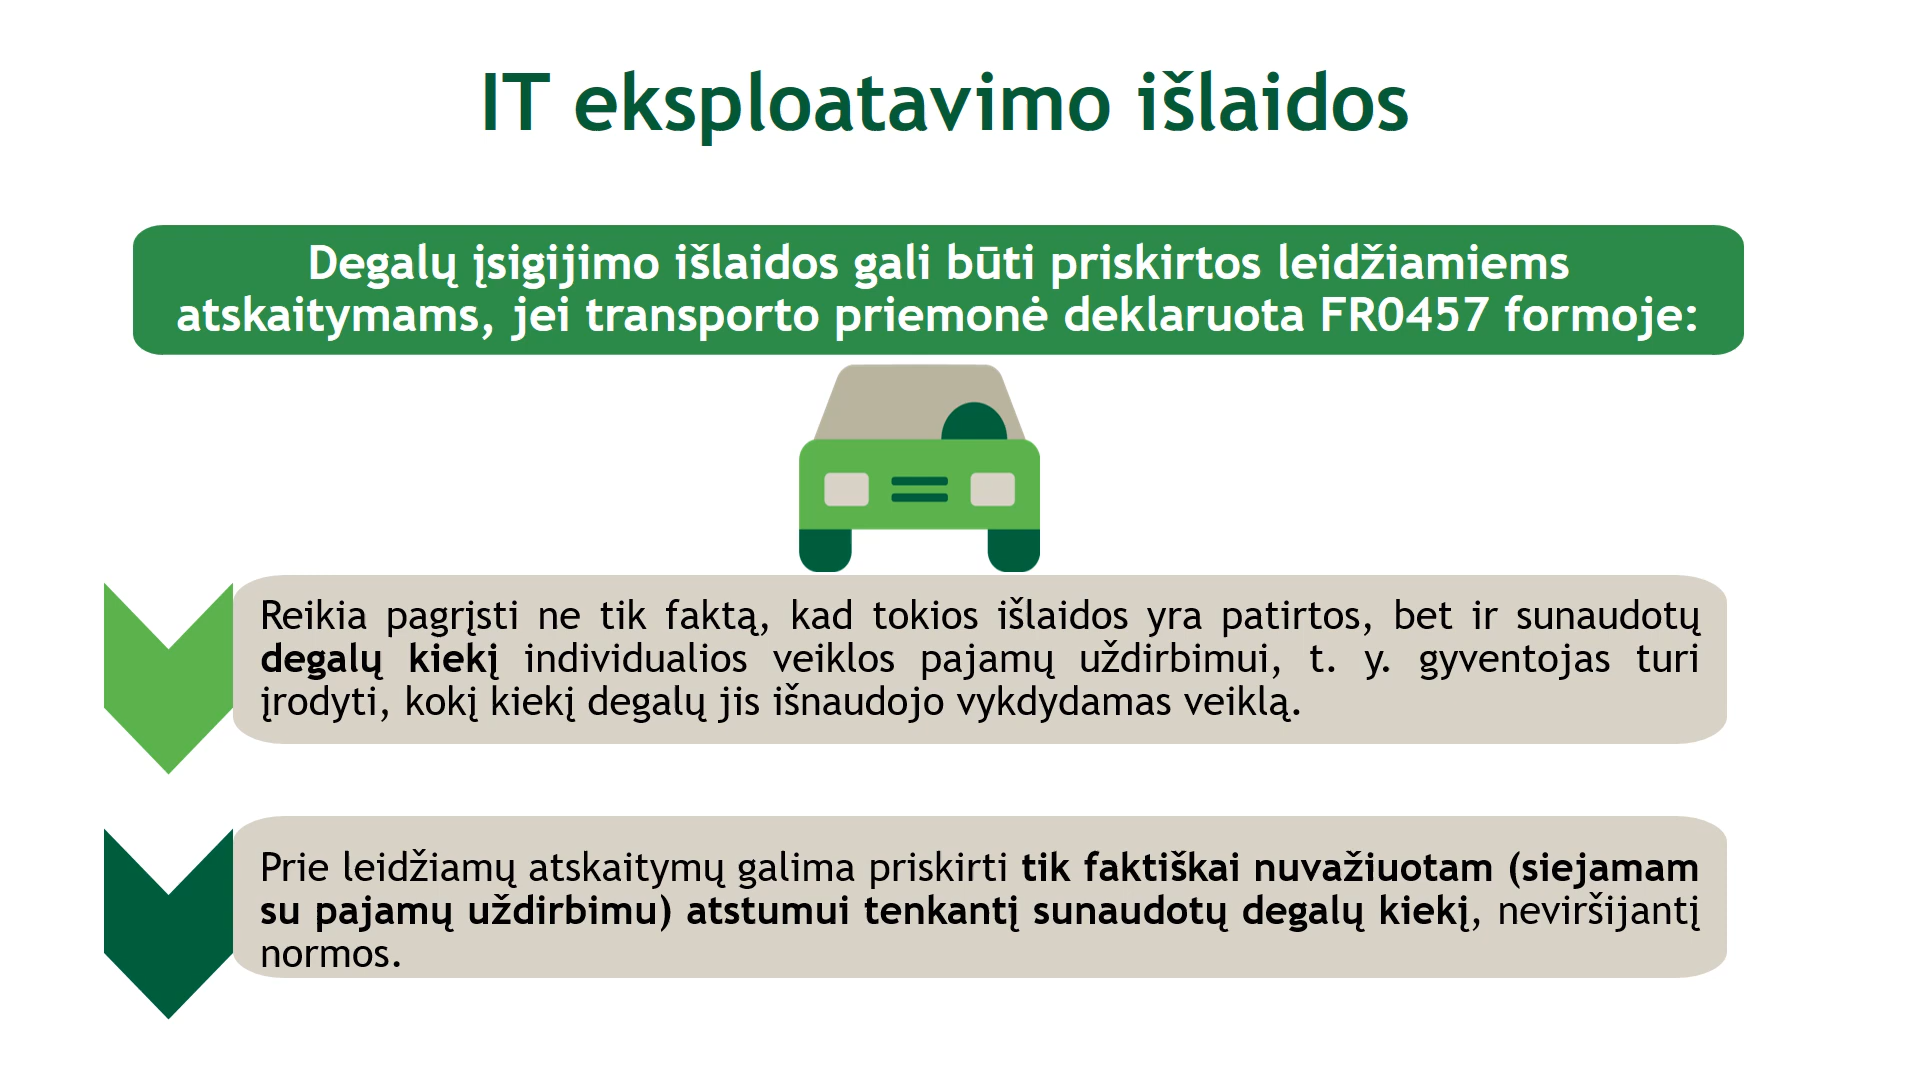 IT eksploatavimo išlaidos
Degalų įsigijimo išlaidos gali būti priskirtos leidžiamiems
atskaitymams, jei transporto priemonė deklaruota FR0457 formoje:
Reikia pagrįsti ne tik faktą, kad tokios išlaidos yra patirtos, bet ir sunaudotų
degalų kiekį individualios veiklos pajamų uždirbimui, t. y. gyventojas turi
įrodyti, kokį kiekį degalų jis išnaudojo vykdydamas veiklą.
Prie leidžiamų atskaitymų galima priskirti tik faktiškai nuvažiuotam (siejamam
su pajamų uždirbimu) atstumui tenkantį sunaudotų degalų kiekį, neviršijantį
normos.